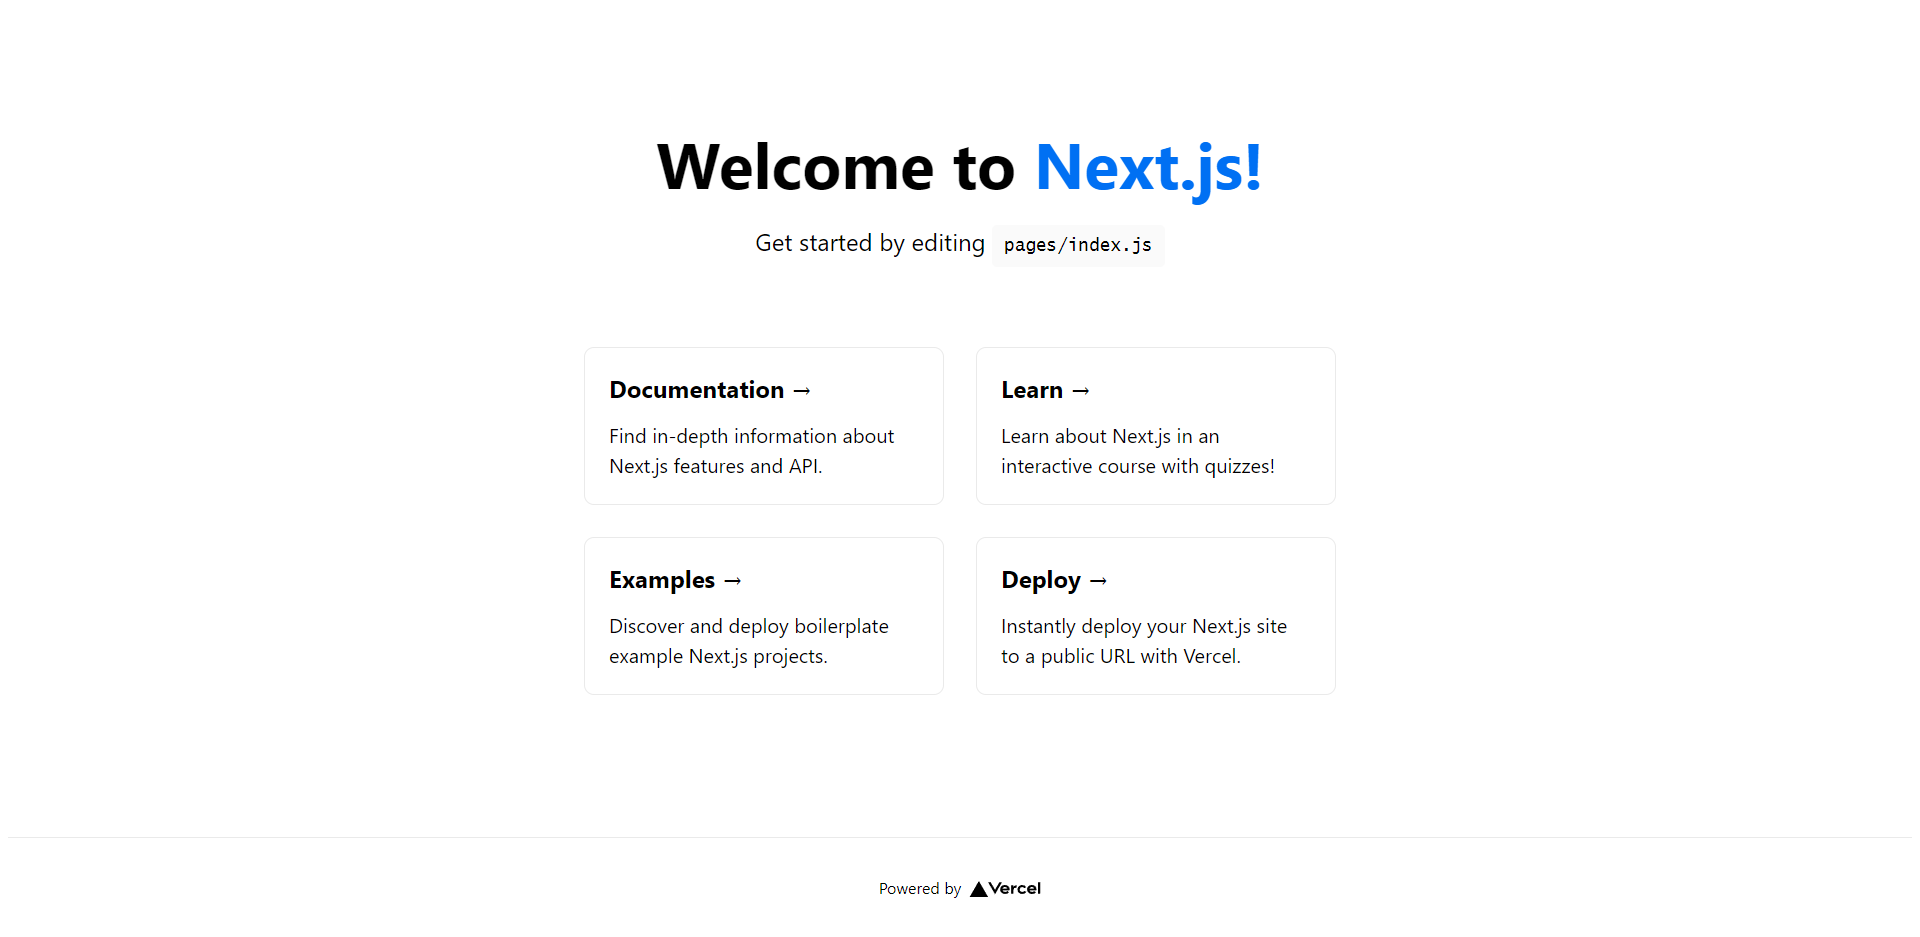 Welcome to Next.js!
Get started by editing pages/index.js
Documentation →
Find in-depth information about
Next.js features and API.
Learn →
Learn about Next.js in an
interactive course with quizzes!
Examples →
Discover and deploy boilerplate
example Next.js projects.
Deploy →
Instantly deploy your Next.js site
to a public URL with Vercel.
Powered by Vercel